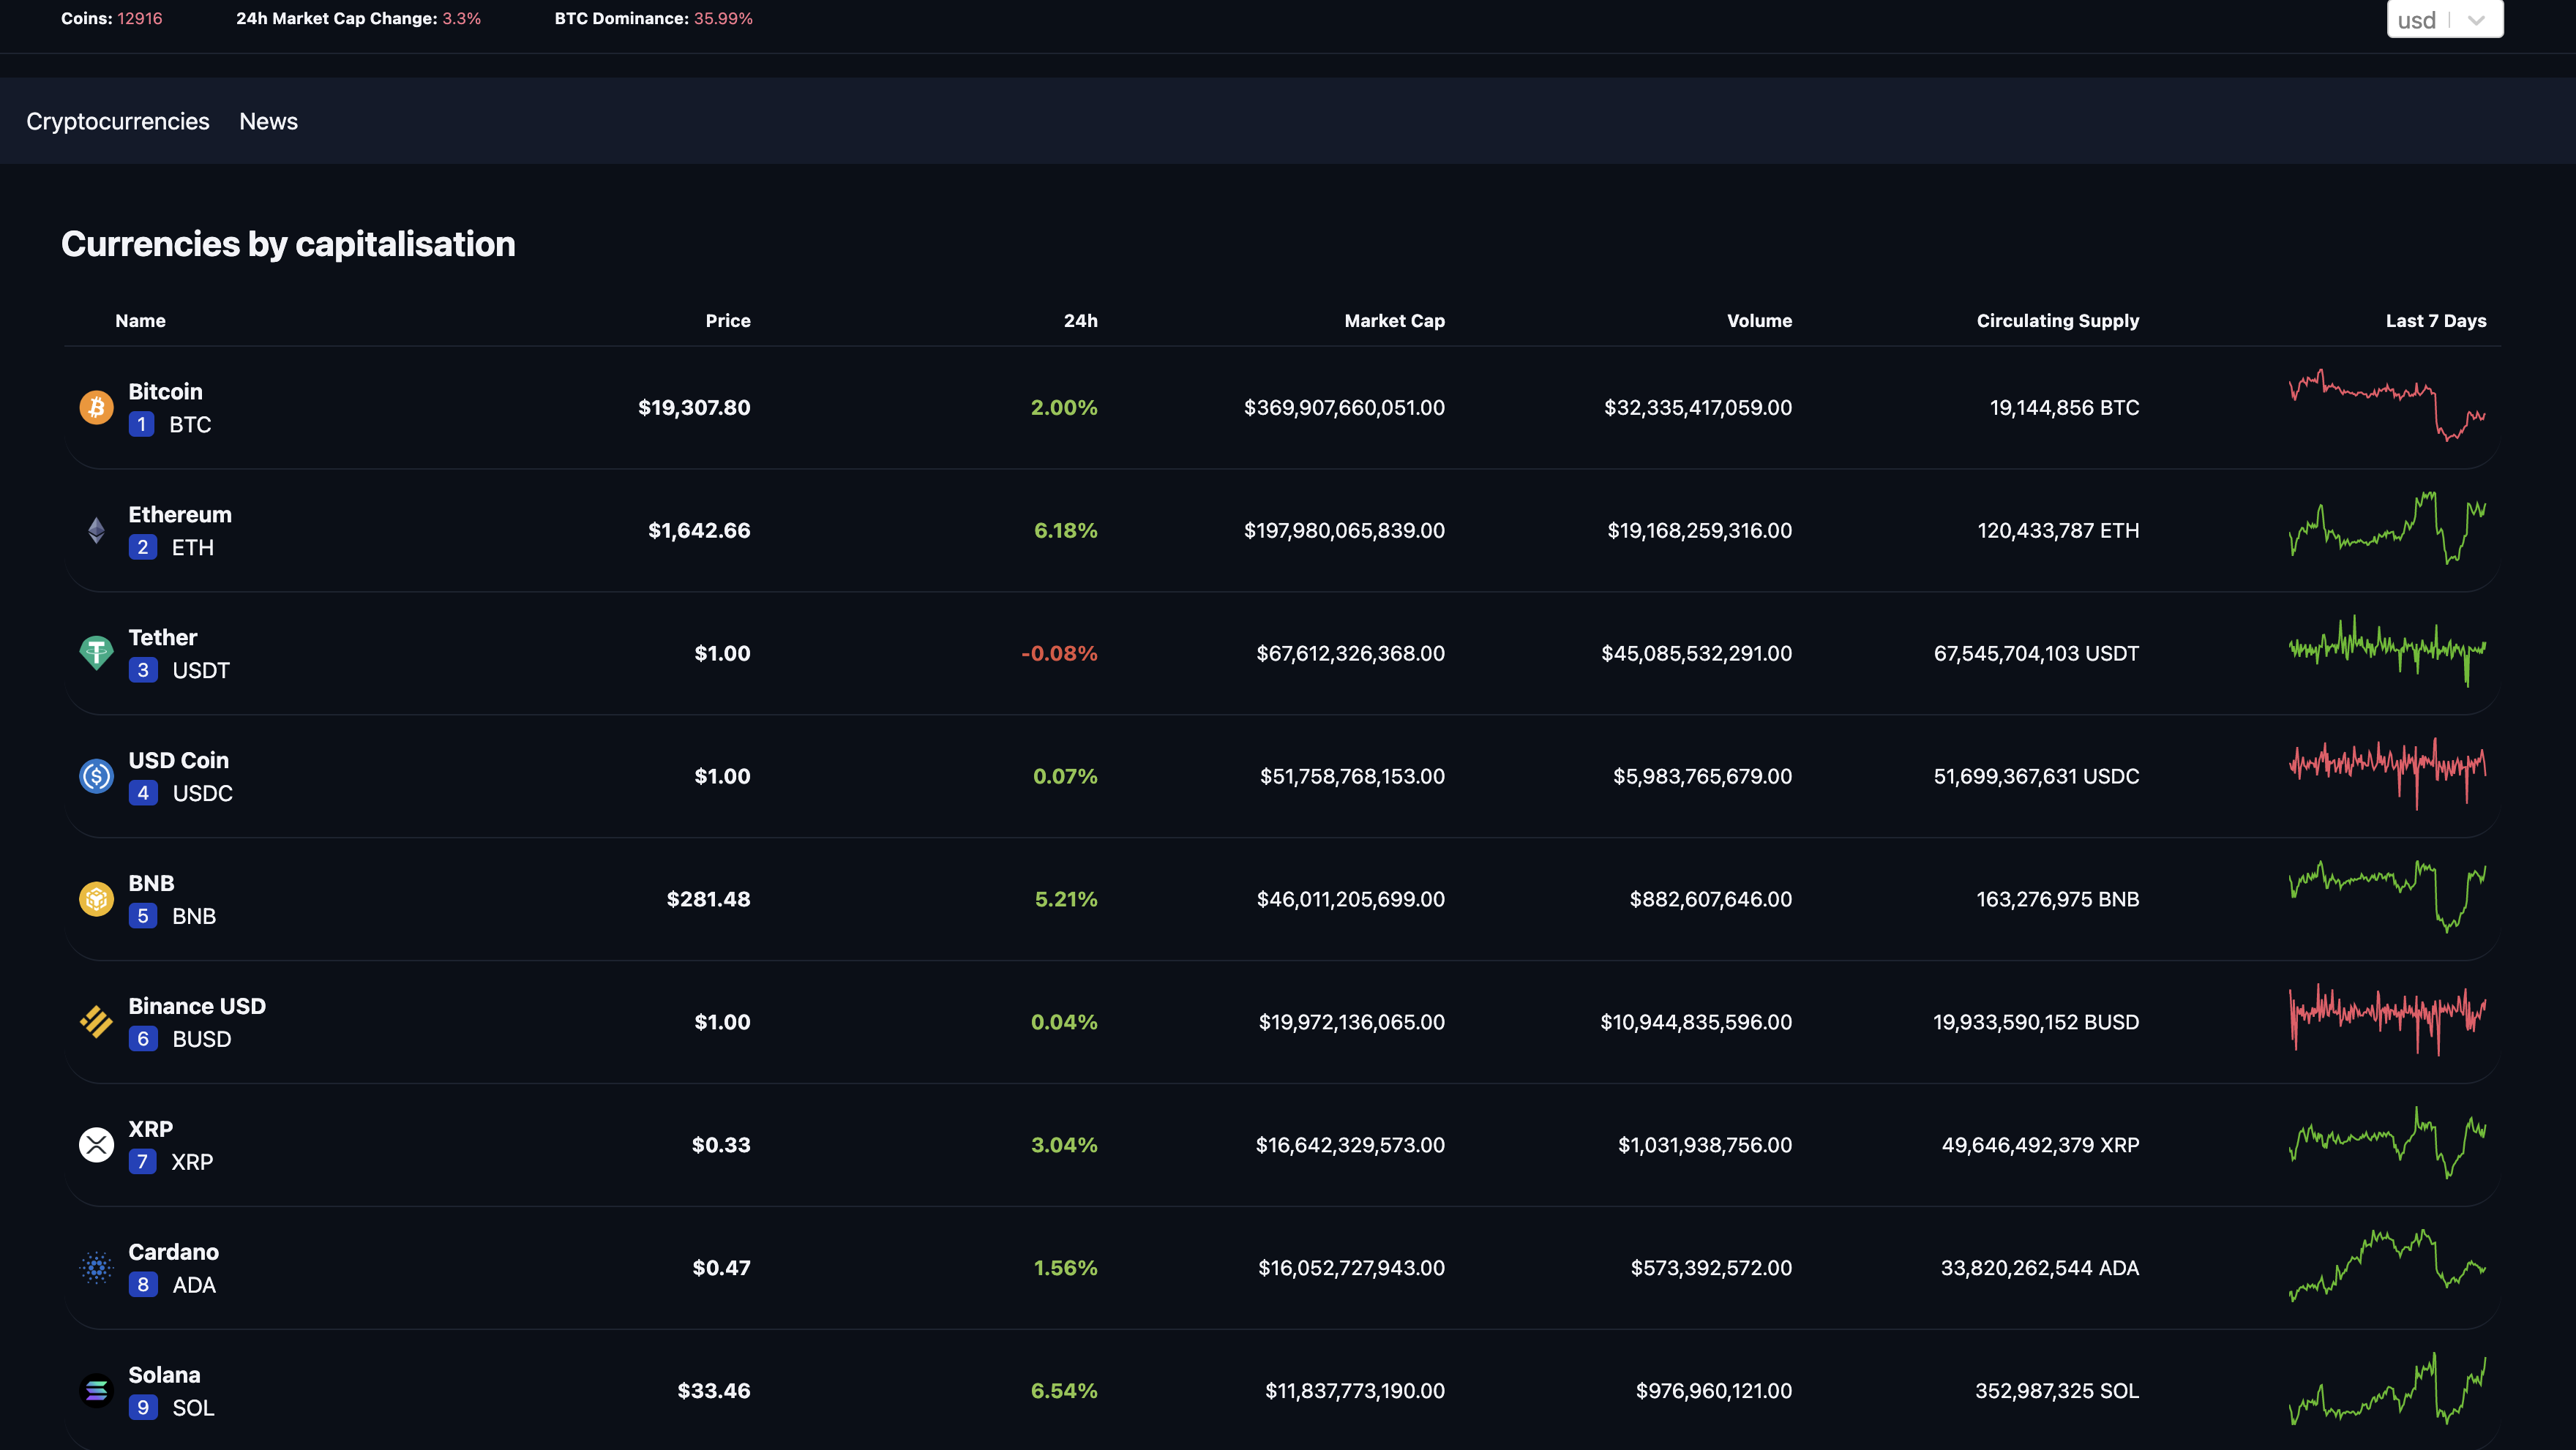 Coins: 12916 24h Market Cap Change: 3.3% BTC Dominance: 35.99% usd
Cryptocurrencies News
Currencies by capitalisation
Name Price 24h Market Cap Volume Circulating Supply Last 7 Days
Bitcoin
1 BTC
$19,307.80 2.00% $369,907,660,051.00 $32,335,417,059.00 19,144,856 BTC
Ethereum
2 ETH
$1,642.66 6.18% $197,980,065,839.00 $19,168,259,316.00 120,433,787 ETH
Tether
3 USDT
$1.00 -0.08% $67,612,326,368.00 $45,085,532,291.00 67,545,704,103 USDT
USD Coin
4 USDC
$1.00 0.07% $51,758,768,153.00 $5,983,765,679.00 51,699,367,631 USDC
BNB
5 BNB
$281.48 5.21% $46,011,205,699.00 $882,607,646.00 163,276,975 BNB
Binance USD
6 BUSD
$1.00 0.04% $19,972,136,065.00 $10,944,835,596.00 19,933,590,152 BUSD
XRP
7 XRP
$0.33 3.04% $16,642,329,573.00 $1,031,938,756.00 49,646,492,379 XRP
Cardano
8 ADA
$0.47 1.56% $16,052,727,943.00 $573,392,572.00 33,820,262,544 ADA
Solana
9 SOL
$33.46 6.54% $11,837,773,190.00 $976,960,121.00 352,987,325 SOL